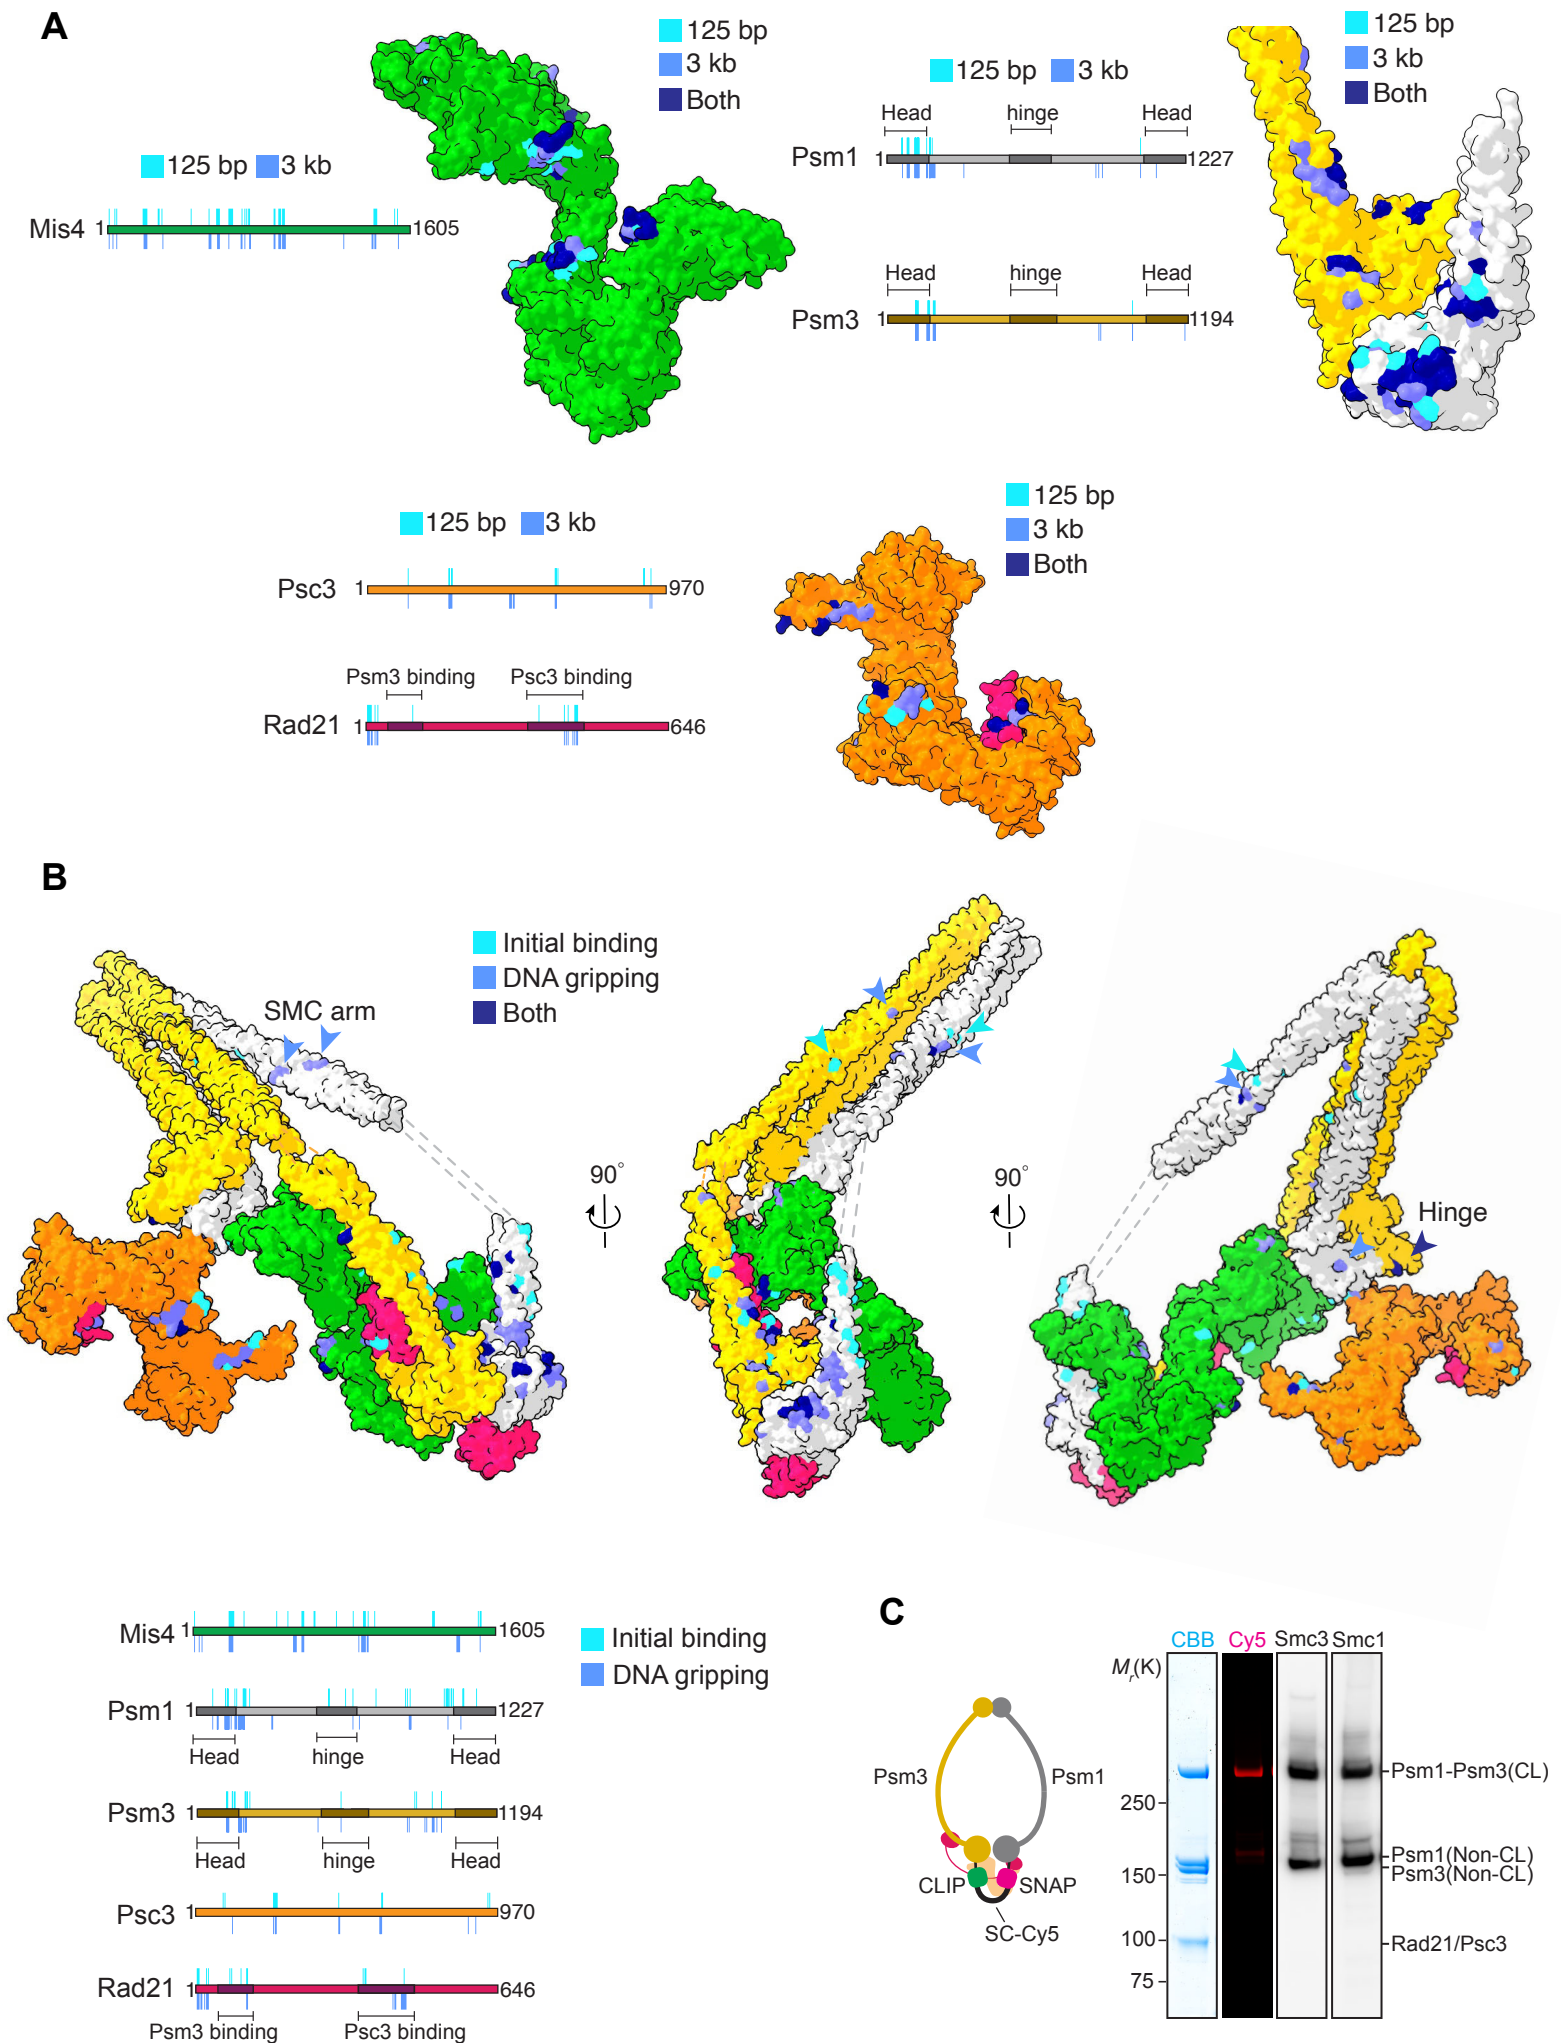 A
125 bp
3 kb
Both
125 bp 3 kb
Mis4 1 1605
125 bp 3 kb
Head hinge Head
Psm1 1 1227
Head hinge Head
Psm3 1 1194
125 bp
3 kb
Both
125 bp 3 kb
Psc3 1 970
Psm3 binding Psc3 binding
Rad21 1 646
125 bp
3 kb
Both
B
Initial binding
DNA gripping
Both
SMC arm
90°
90°
Hinge
Mis4 1 1605
Psm1 1 1227
Head hinge Head
Psm3 1 1194
Head hinge Head
Psc3 1 970
Rad21 1 646
Psm3 binding Psc3 binding
Initial binding
DNA gripping
C
Psm3 Psm1
CLIP SNAP
SC-Cy5
CBB Cy5 Smc3 Smc1
Mr(K)
250
150
100
75
Psm1-Psm3(CL)
Psm1(Non-CL)
Psm3(Non-CL)
Rad21/Psc3